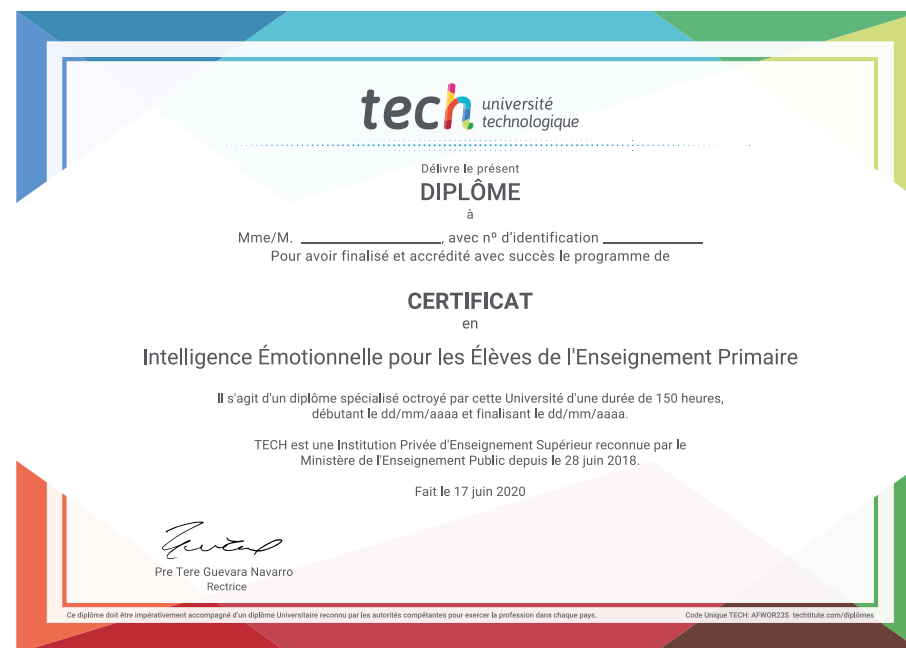 tech université
technologique
Délivre le présent
DIPLÔME
à
Mme/M. ____________________, avec nº d'identification ______________
Pour avoir finalisé et accrédité avec succès le programme de
CERTIFICAT
en
Intelligence Émotionnelle pour les Élèves de l'Enseignement Primaire
Il s'agit d'un diplôme spécialisé octroyé par cette Université d'une durée de 150 heures,
débutant le dd/mm/aaaa et finalisant le dd/mm/aaaa.
TECH est une Institution Privée d'Enseignement Supérieur reconnue par le
Ministère de l'Enseignement Public depuis le 28 juin 2018.
Fait le 17 juin 2020
Pre Tere Guevara Navarro
Rectrice
Ce diplôme doit être impérativement accompagné d'un diplôme Universitaire reconnu par les autorités compétantes pour exercer la profession dans chaque pays.
Code Unique TECH: AFWOR23S techtitute.com/diplômes